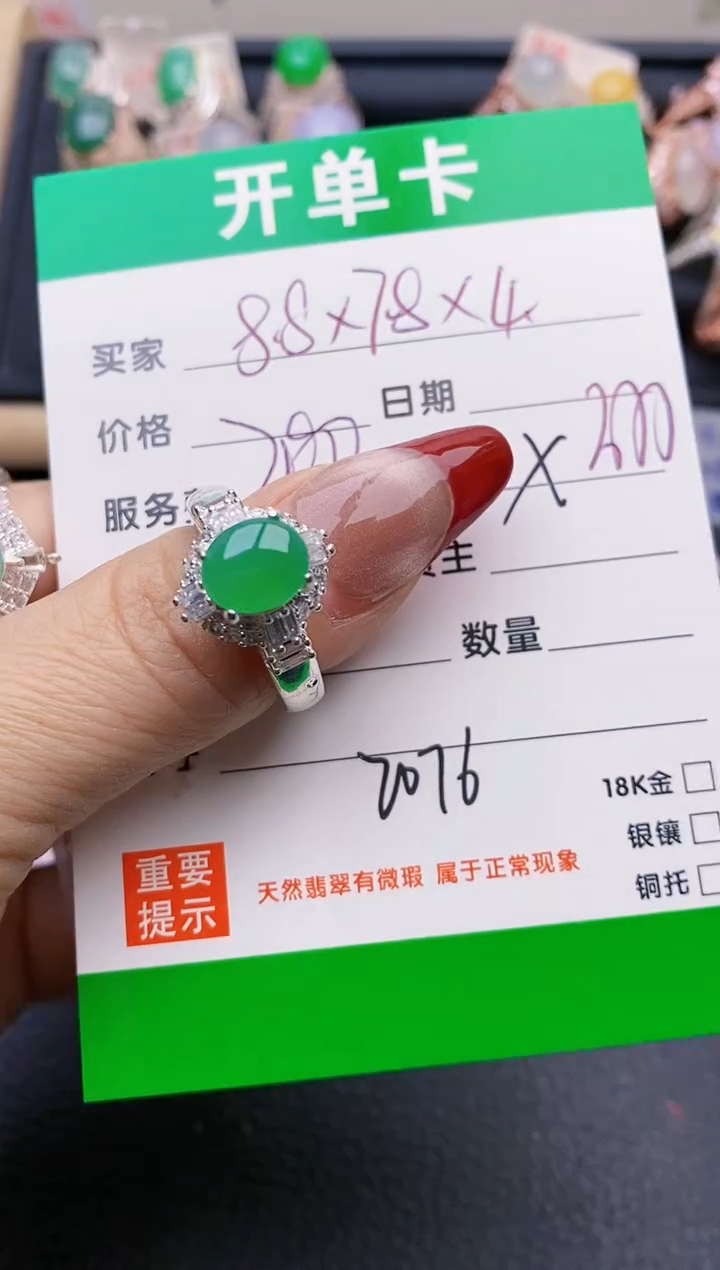 开单卡
买家 8.8×7.8×4.
价格 日期
服务 X
主
数量
2076
18K金
银镶
重要提示 天然翡翠有微瑕 属于正常现象
铜托